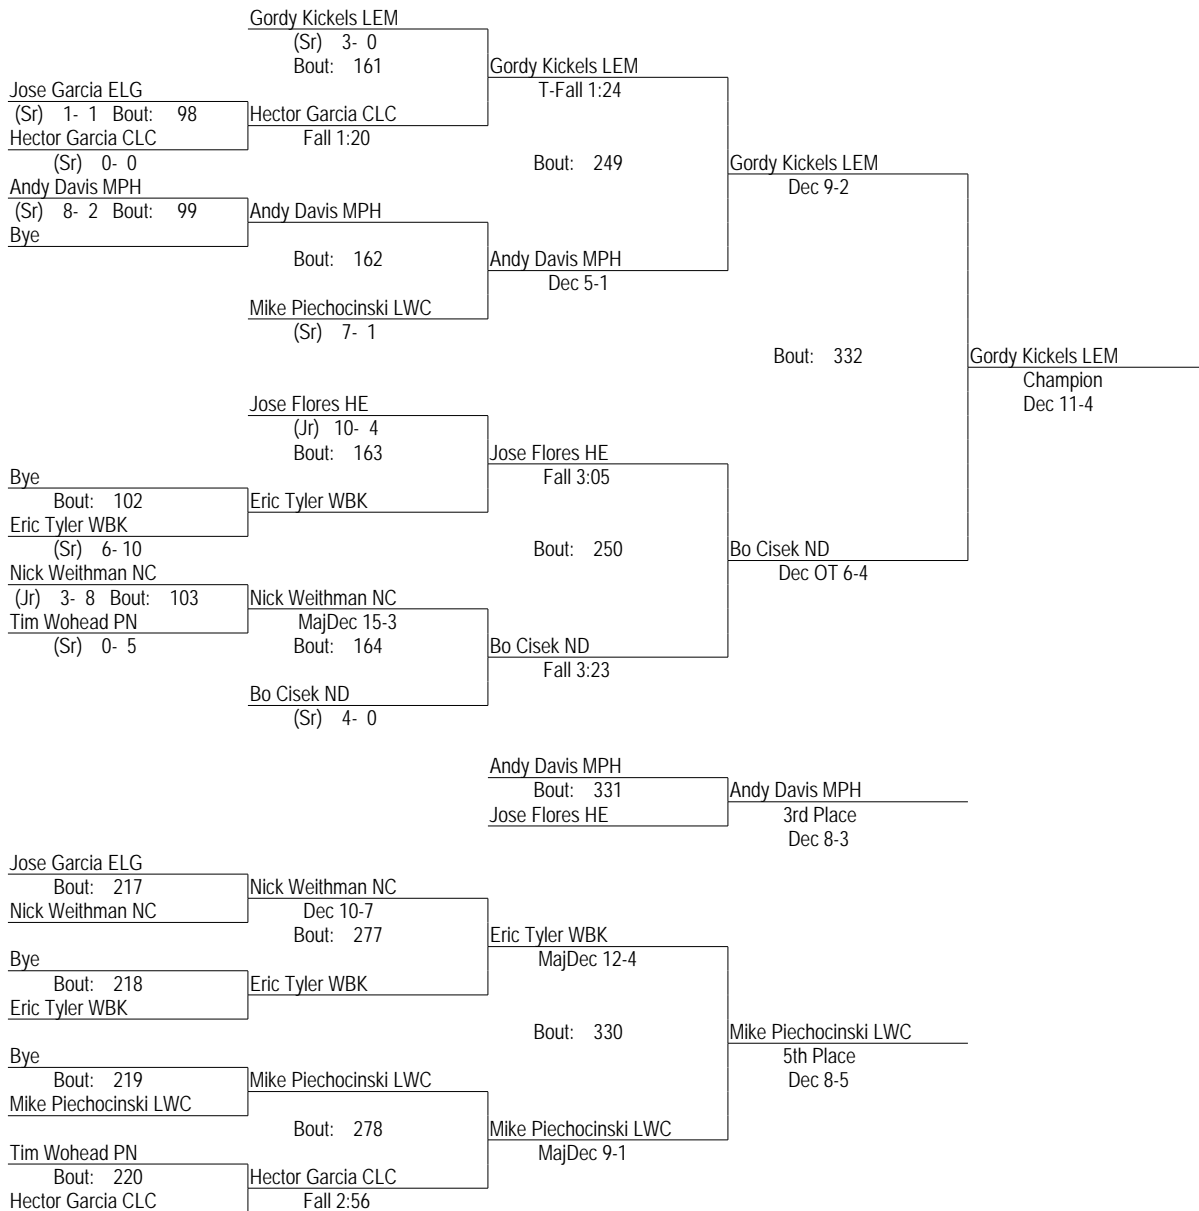 Gordy Kickels LEM
(Sr) 3- 0
Bout: 161
Gordy Kickels LEM
T-Fall 1:24
Jose Garcia ELG
(Sr) 1- 1 Bout: 98
Hector Garcia CLC
Fall 1:20
Hector Garcia CLC
(Sr) 0- 0
Bout: 249
Gordy Kickels LEM
Dec 9-2
Andy Davis MPH
(Sr) 8- 2 Bout: 99
Andy Davis MPH
Bye
Bout: 162
Andy Davis MPH
Dec 5-1
Mike Piechocinski LWC
(Sr) 7- 1
Bout: 332
Gordy Kickels LEM
Champion
Dec 11-4
Jose Flores HE
(Jr) 10- 4
Bout: 163
Jose Flores HE
Fall 3:05
Bye
Bout: 102
Eric Tyler WBK
Eric Tyler WBK
(Sr) 6- 10
Bout: 250
Bo Cisek ND
Dec OT 6-4
Nick Weithman NC
(Jr) 3- 8 Bout: 103
Nick Weithman NC
MajDec 15-3
Tim Wohead PN
(Sr) 0- 5
Bout: 164
Bo Cisek ND
Fall 3:23
Bo Cisek ND
(Sr) 4- 0
Andy Davis MPH
Bout: 331
Andy Davis MPH
3rd Place
Dec 8-3
Jose Flores HE
Jose Garcia ELG
Bout: 217
Nick Weithman NC
Dec 10-7
Nick Weithman NC
Bout: 277
Eric Tyler WBK
MajDec 12-4
Bye
Bout: 218
Eric Tyler WBK
Eric Tyler WBK
Bout: 330
Mike Piechocinski LWC
5th Place
Dec 8-5
Bye
Bout: 219
Mike Piechocinski LWC
Mike Piechocinski LWC
Bout: 278
Mike Piechocinski LWC
MajDec 9-1
Tim Wohead PN
Bout: 220
Hector Garcia CLC
Fall 2:56
Hector Garcia CLC